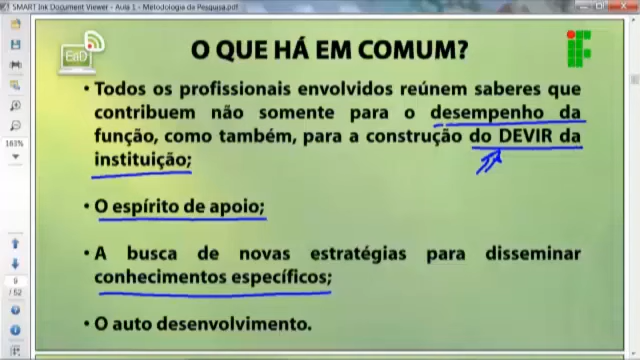 SMART Ink Document Viewer - Aula 1 - Metodologia da Pesquisa.pdf
EaD
O QUE HÁ EM COMUM?
• Todos os profissionais envolvidos reúnem saberes que
contribuem não somente para o desempenho da
função, como também, para a construção do DEVIR da
instituição;
• O espírito de apoio;
• A busca de novas estratégias para disseminar
conhecimentos específicos;
• O auto desenvolvimento.
163%
9
/ 52